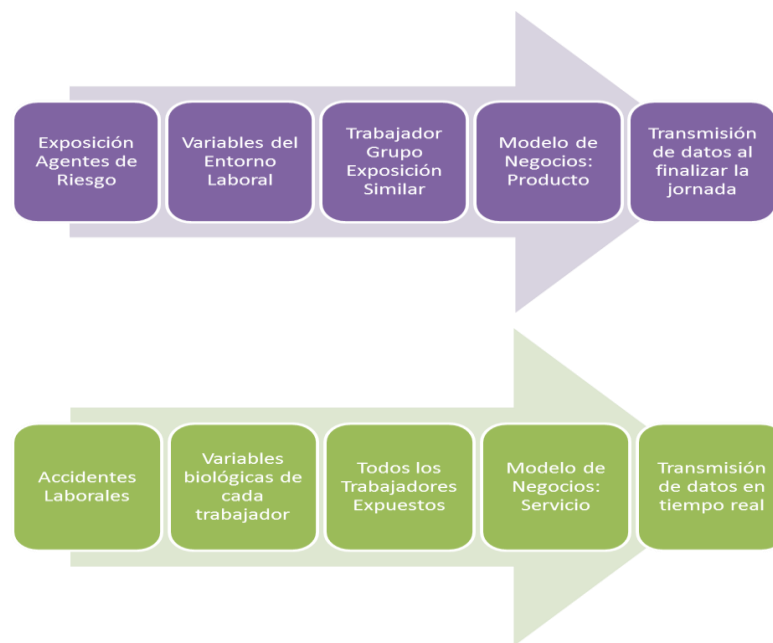 Exposición
Agentes de
Riesgo
Variables del
Entorno
Laboral
Trabajador
Grupo
Exposición
Similar
Modelo de
Negocios:
Producto
Transmisión
de datos al
finalizar la
jornada
Accidentes
Laborales
Variables
biológicas de
cada
trabajador
Todos los
Trabajadores
Expuestos
Modelo de
Negocios:
Servicio
Transmisión
de datos en
tiempo real